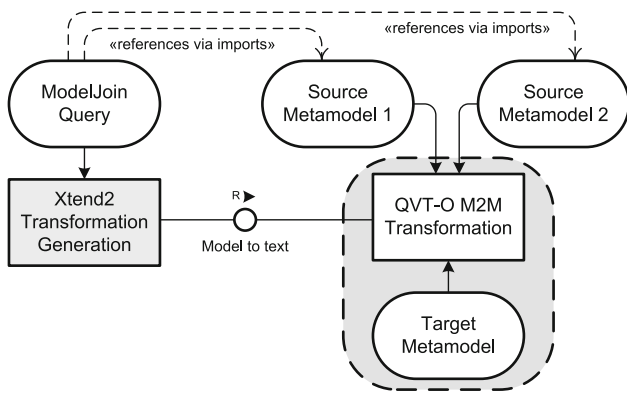 «references via imports»
«references via imports»
ModelJoin
Query
Source
Metamodel 1
Source
Metamodel 2
Xtend2
Transformation
Generation
R
Model to text
QVT-O M2M
Transformation
Target
Metamodel